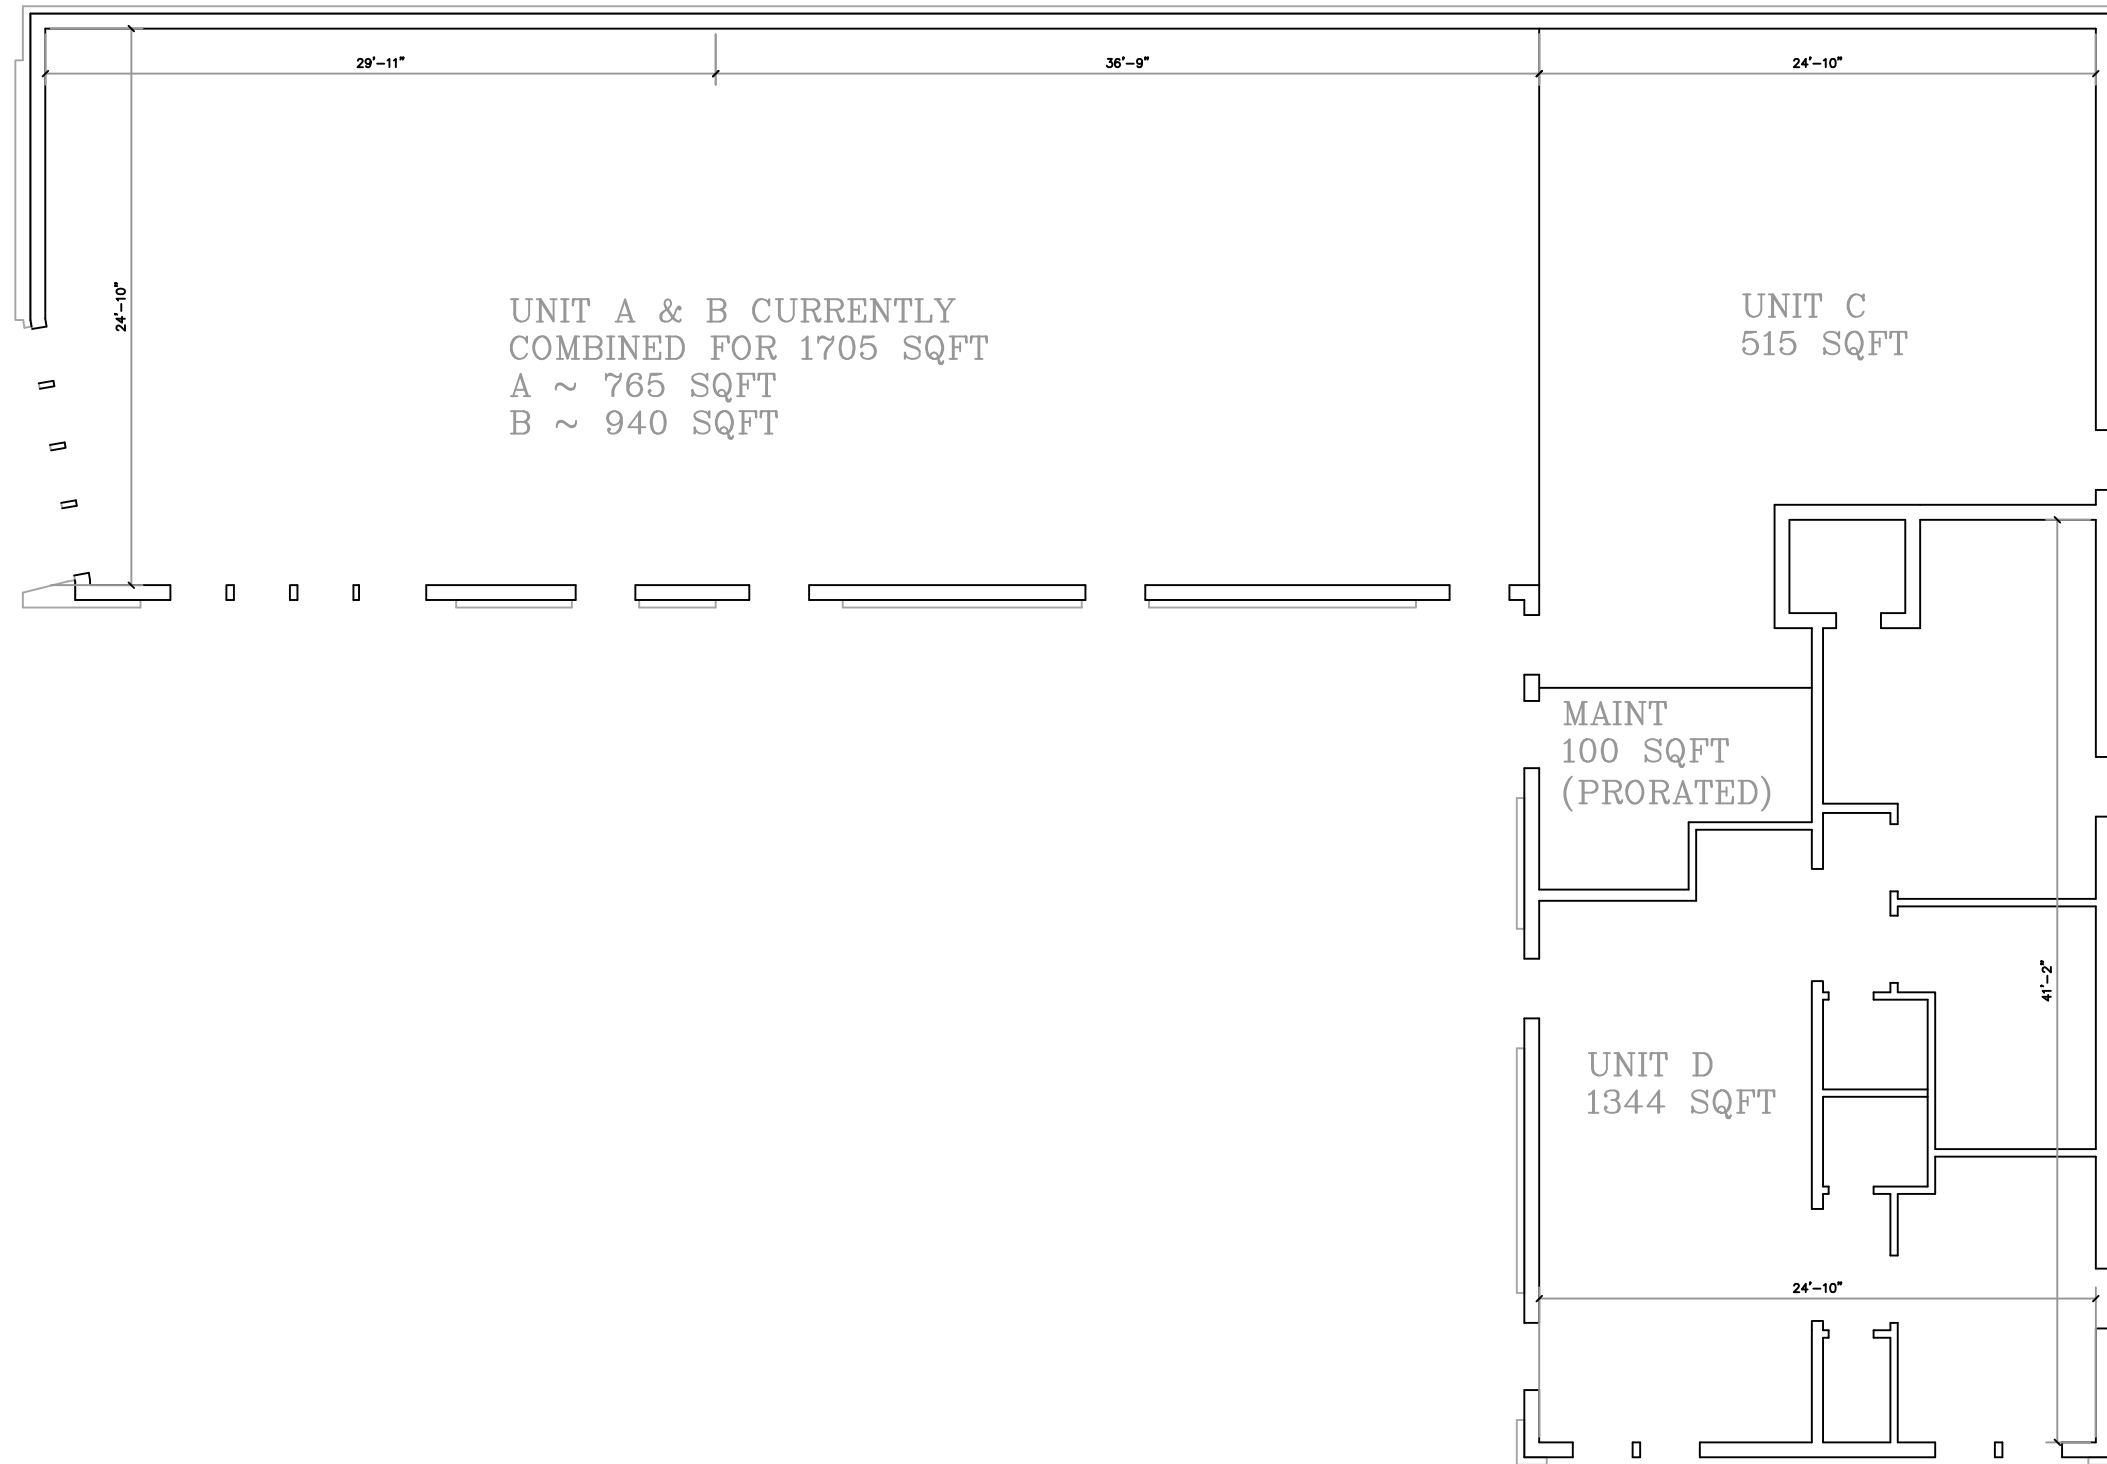 29'-11"
36'-9"
24'-10"
24'-10"
UNIT A & B CURRENTLY
COMBINED FOR 1705 SQFT
A ~ 765 SQFT
B ~ 940 SQFT
UNIT C
515 SQFT
MAINT
100 SQFT
(PRORATED)
41'-2"
UNIT D
1344 SQFT
24'-10"